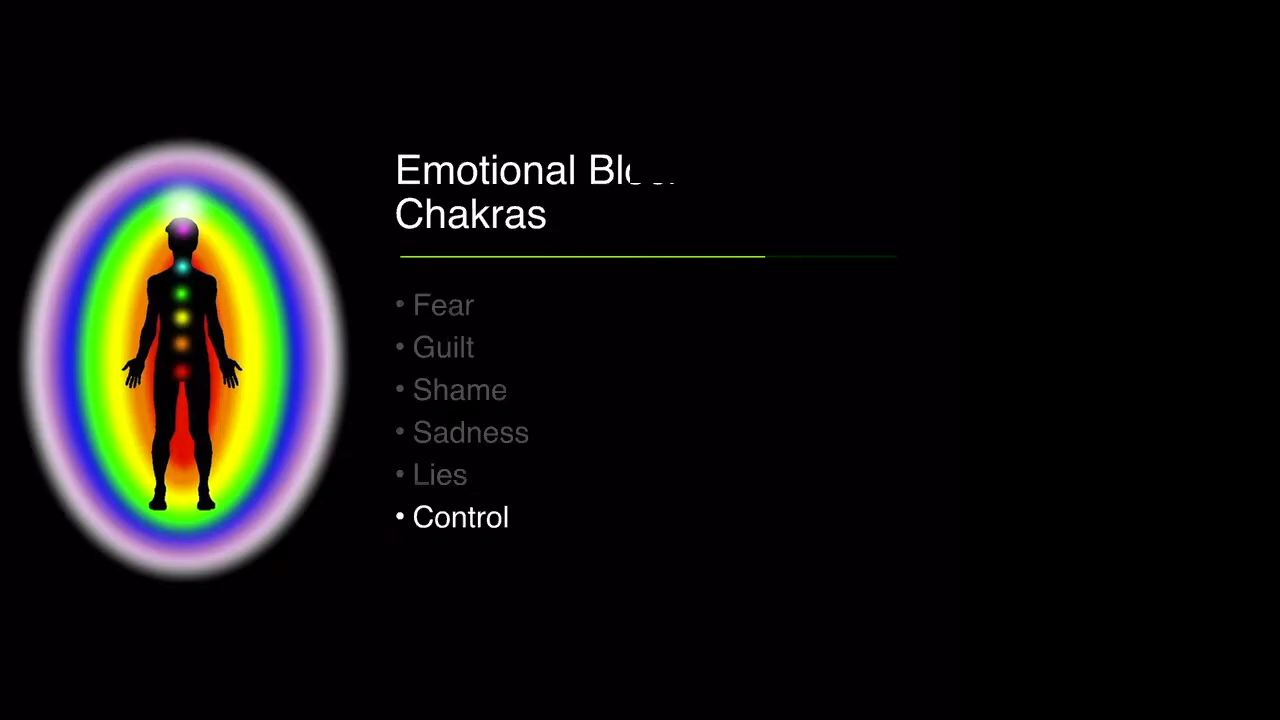 Emotional
Chakras
• Fear
• Guilt
• Shame
• Sadness
• Lies
• Control